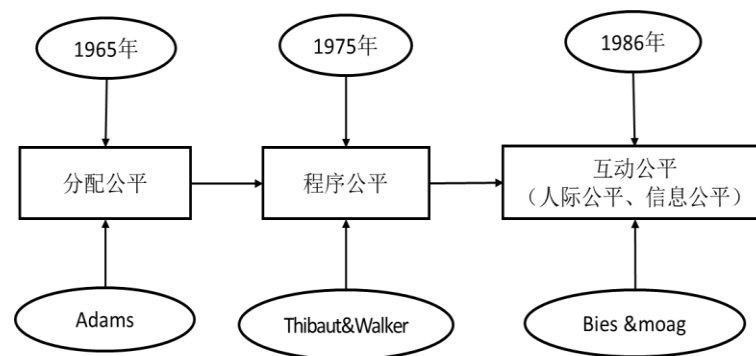 1965年
1975年
1986年
分配公平
程序公平
互动公平
（人际公平、信息公平）
Adams
Thibaut&Walker
Bies &moag